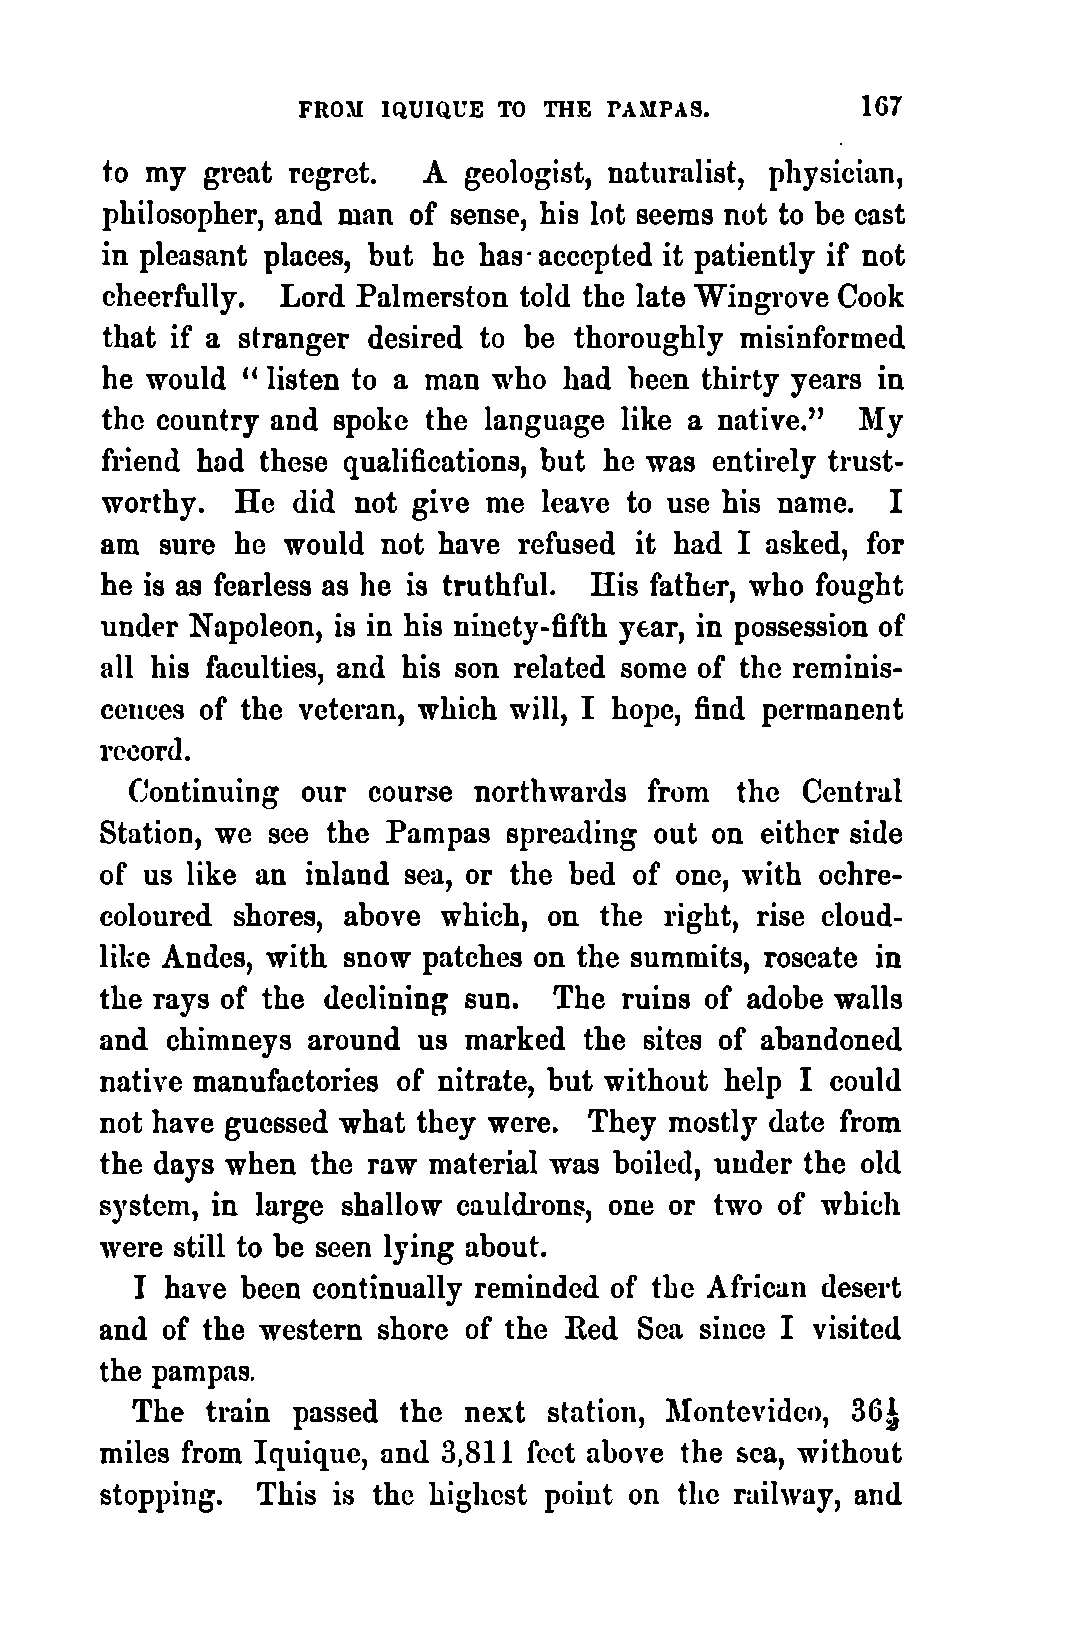 FROM IQUIQUE TO THE PAMPAS. 167
to my great regret. A geologist, naturalist, physician,
philosopher, and man of sense, his lot seems not to be cast
in pleasant places, but he has accepted it patiently if not
cheerfully. Lord Palmerston told the late Wingrove Cook
that if a stranger desired to be thoroughly misinformed
he would “ listen to a man who had been thirty years in
the country and spoke the language like a native.” My
friend had these qualifications, but he was entirely trust-
worthy. He did not give me leave to use his name. I
am sure he would not have refused it had I asked, for
he is as fearless as he is truthful. His father, who fought
under Napoleon, is in his ninety-fifth year, in possession of
all his faculties, and his son related some of the reminis-
cences of the veteran, which will, I hope, find permanent
record.
Continuing our course northwards from the Central
Station, we see the Pampas spreading out on either side
of us like an inland sea, or the bed of one, with ochre-
coloured shores, above which, on the right, rise cloud-
like Andes, with snow patches on the summits, roseate in
the rays of the declining sun. The ruins of adobe walls
and chimneys around us marked the sites of abandoned
native manufactories of nitrate, but without help I could
not have guessed what they were. They mostly date from
the days when the raw material was boiled, under the old
system, in large shallow cauldrons, one or two of which
were still to be seen lying about.
I have been continually reminded of the African desert
and of the western shore of the Red Sea since I visited
the pampas.
The train passed the next station, Montevideo, 36½
miles from Iquique, and 3,811 feet above the sea, without
stopping. This is the highest point on the railway, and